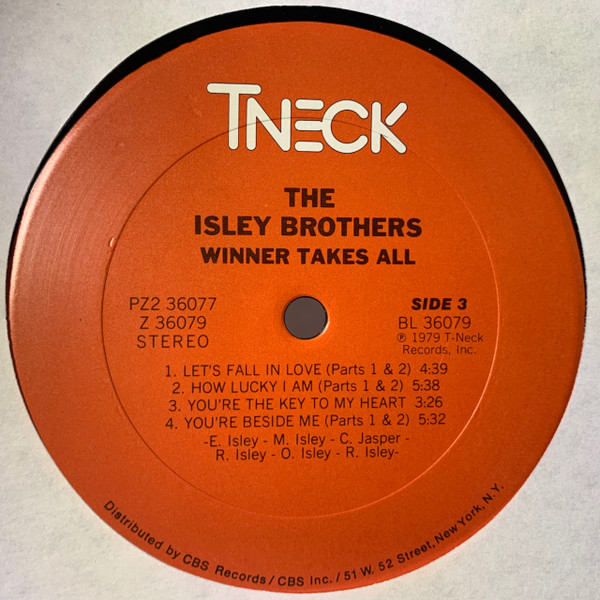 TNECK
THE
ISLEY BROTHERS
WINNER TAKES ALL
PZ2 36077
Z 36079
STEREO
SIDE 3
BL 36079
℗ 1979 T-Neck
Records, Inc.
1. LET'S FALL IN LOVE (Parts 1 & 2) 4:39
2. HOW LUCKY I AM (Parts 1 & 2) 5:38
3. YOU'RE THE KEY TO MY HEART 3:26
4. YOU'RE BESIDE ME (Parts 1 & 2) 5:32
-E. Isley - M. Isley - C. Jasper -
R. Isley - O. Isley - R. Isley-
Distributed by CBS Records / CBS Inc. / 51 W. 52 Street, New York, N.Y.